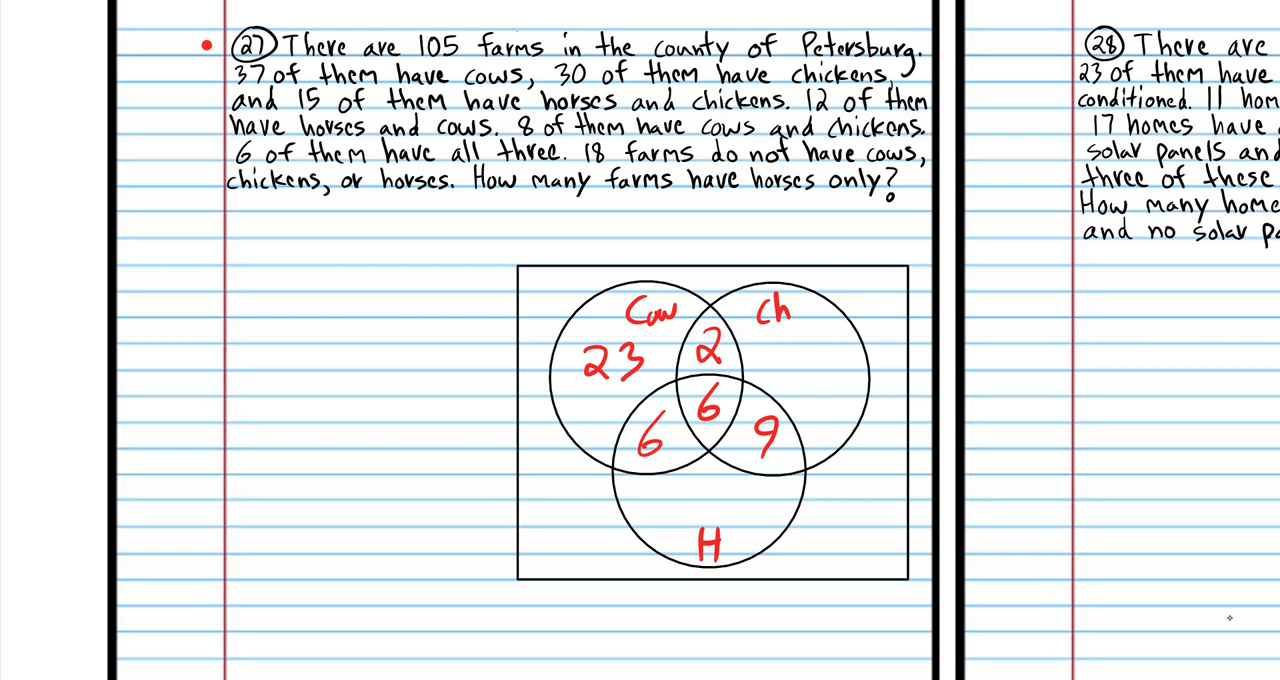 27 There are 105 farms in the county of Petersburg.
37 of them have cows, 30 of them have chickens,
and 15 of them have horses and chickens. 12 of them
have horses and cows. 8 of them have cows and chickens.
6 of them have all three. 18 farms do not have cows,
chickens, or horses. How many farms have horses only?
Cow Ch
23 2
6 6 9
H
28 There are
23 of them have
conditioned. 11 hom
17 homes have
solar panels and
three of these
How many home
and no solar pa